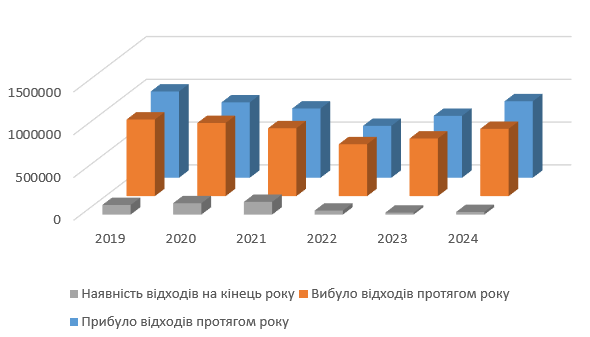 1500000
1000000
500000
0
2019 2020 2021 2022 2023 2024
Наявність відходів на кінець року Вибуло відходів протягом року
Прибуло відходів протягом року